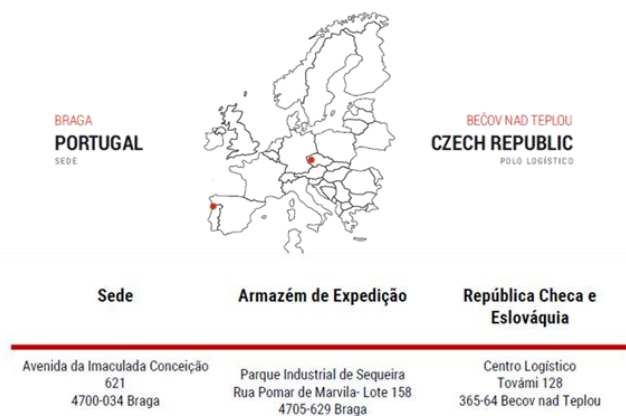 BRAGA
PORTUGAL
SEDE
BEČOV NAD TEPLOU
CZECH REPUBLIC
POLO LOGÍSTICO
Sede
Armazém de Expedição
República Checa e
Eslováquia
Avenida da Imaculada Conceição
621
4700-034 Braga
Parque Industrial de Sequeira
Rua Pomar de Marvila- Lote 158
4705-629 Braga
Centro Logístico
Továmi 128
365-64 Becov nad Teplou